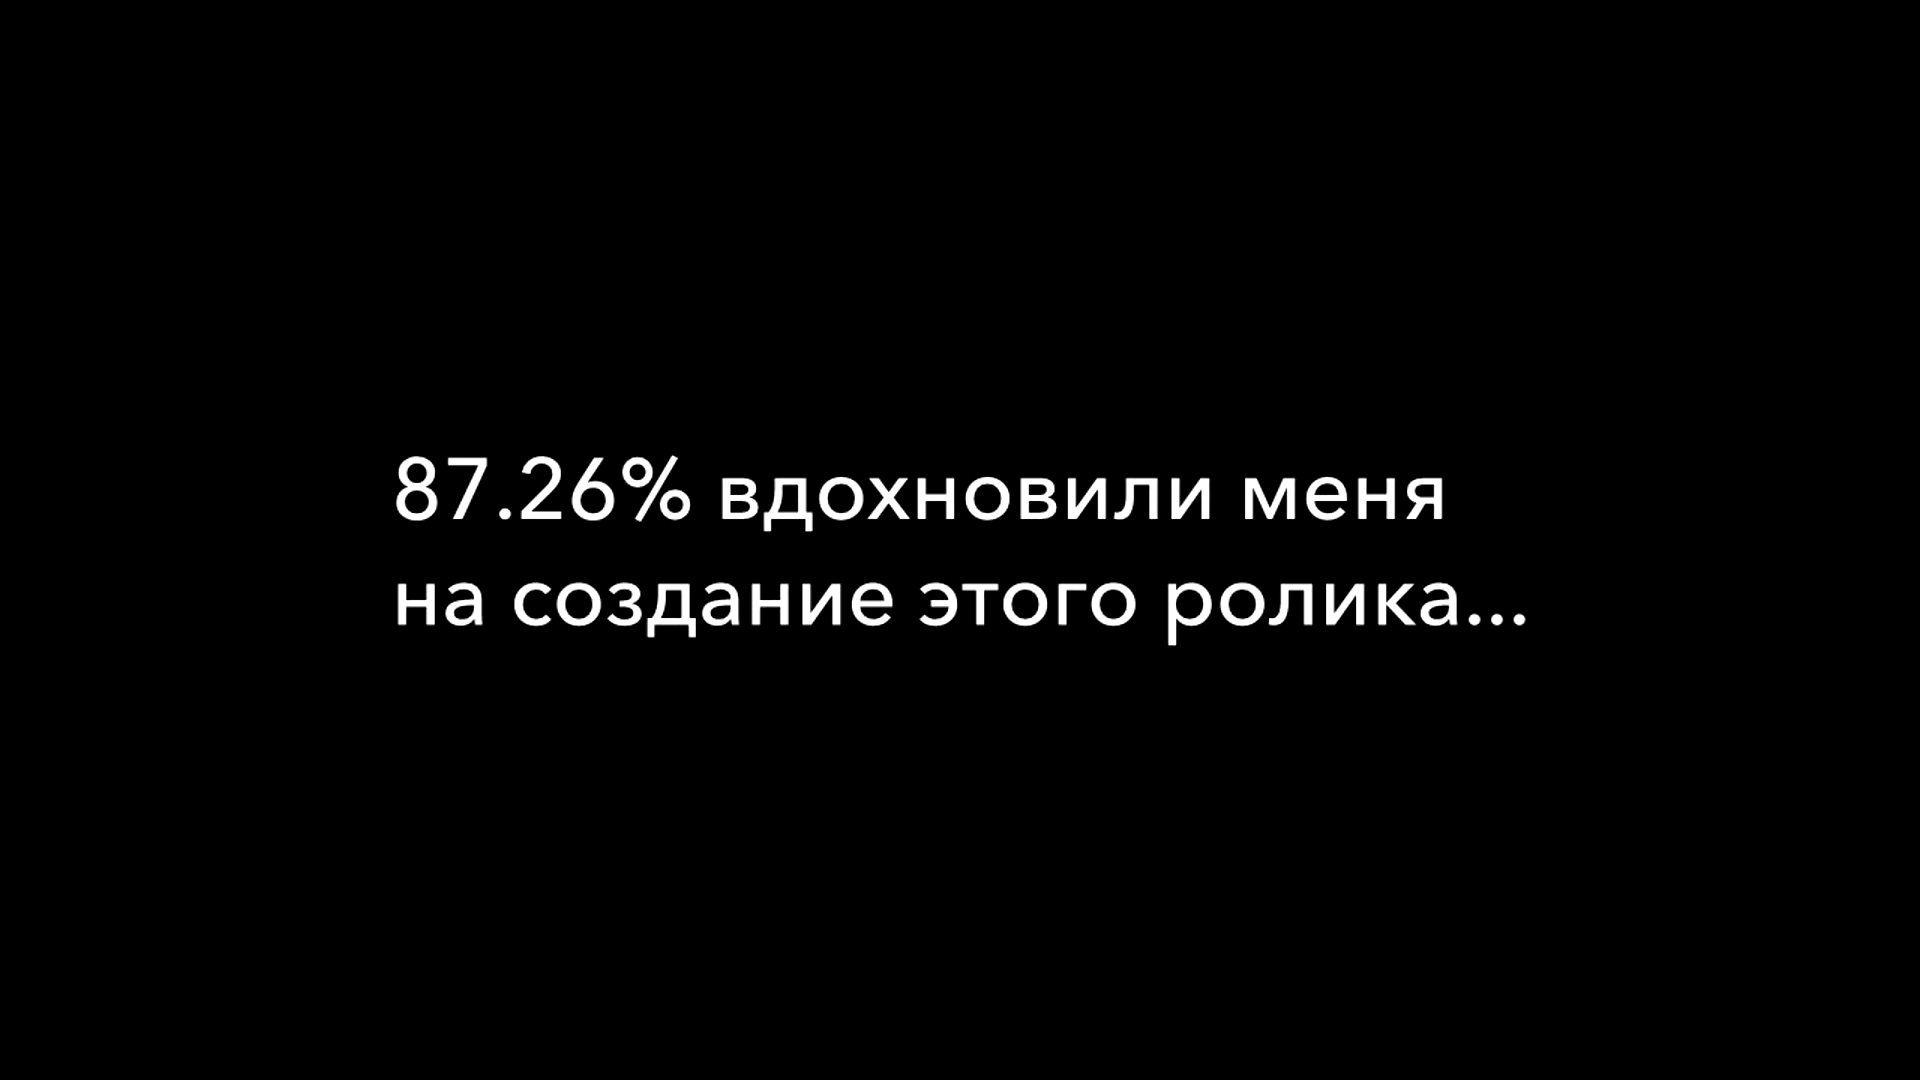 87.26% вдохновили меня
на создание этого ролика...